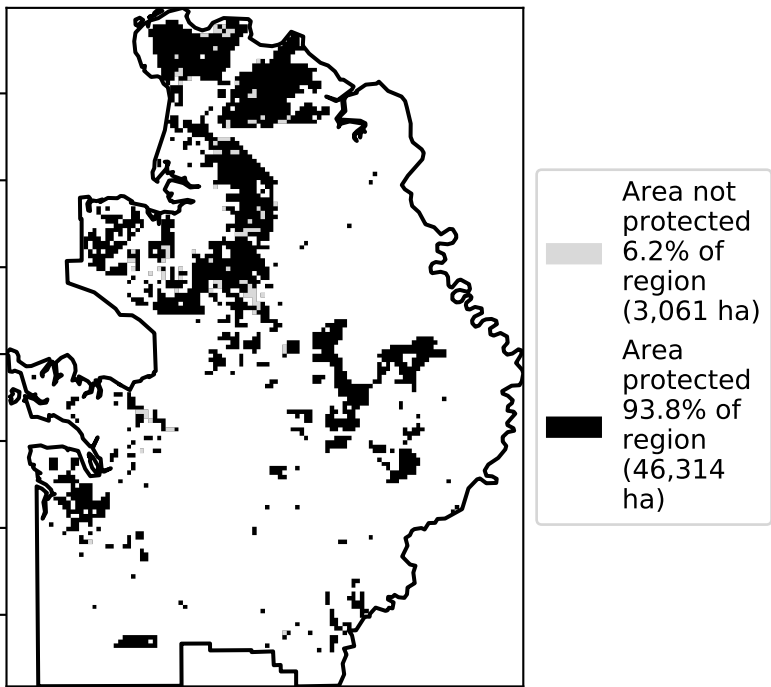 Area not
protected
6.2% of
region
(3,061 ha)
Area
protected
93.8% of
region
(46,314
ha)